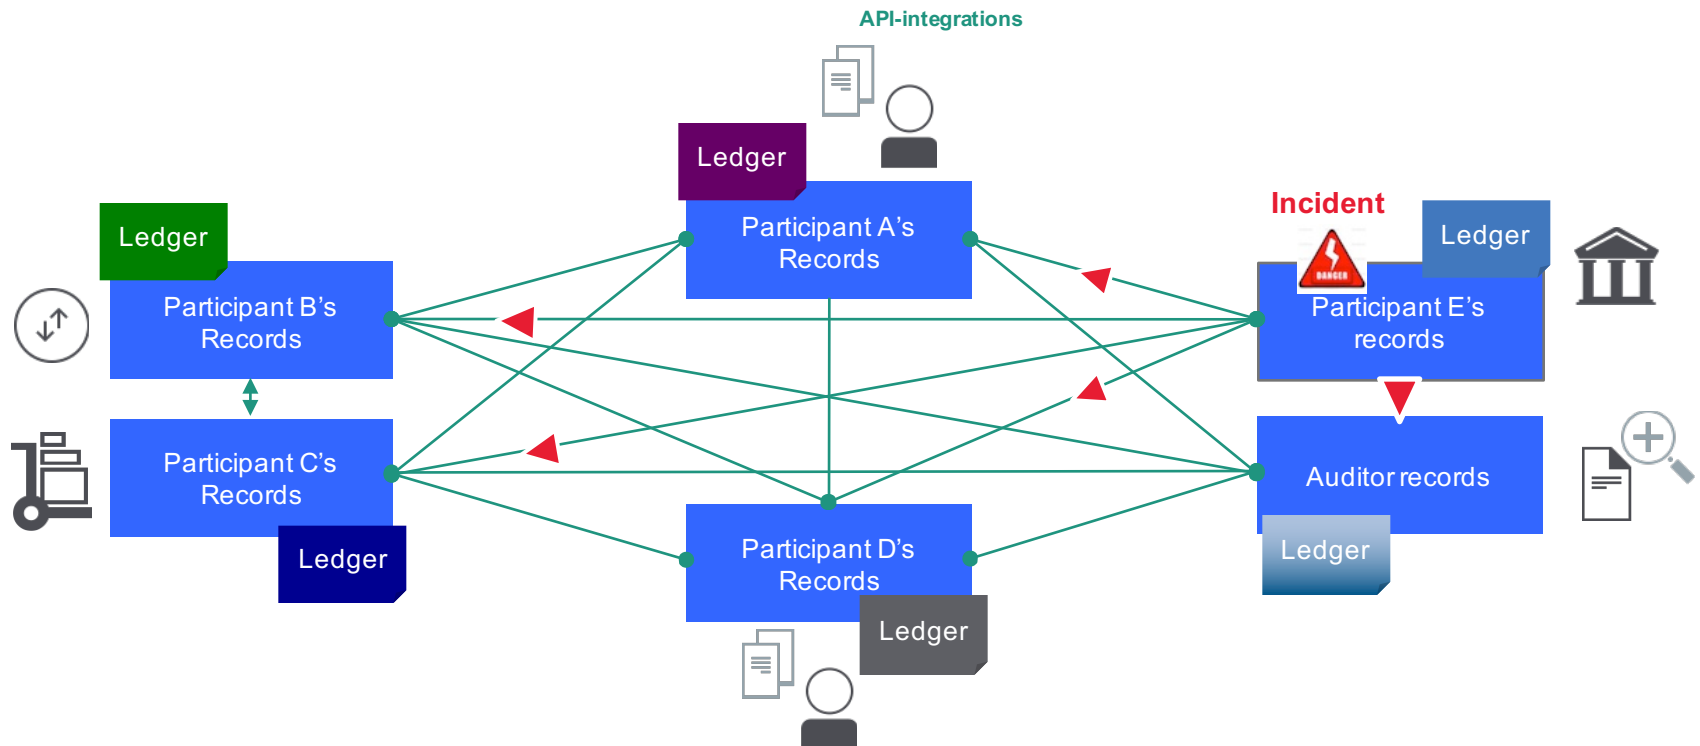 API-integrations
Ledger
Participant A’s
Records
Ledger
Participant B’s
Records
Incident
DANGER
Ledger
Participant E’s
records
Participant C’s
Records
Ledger
Auditor records
Ledger
Participant D’s
Records
Ledger